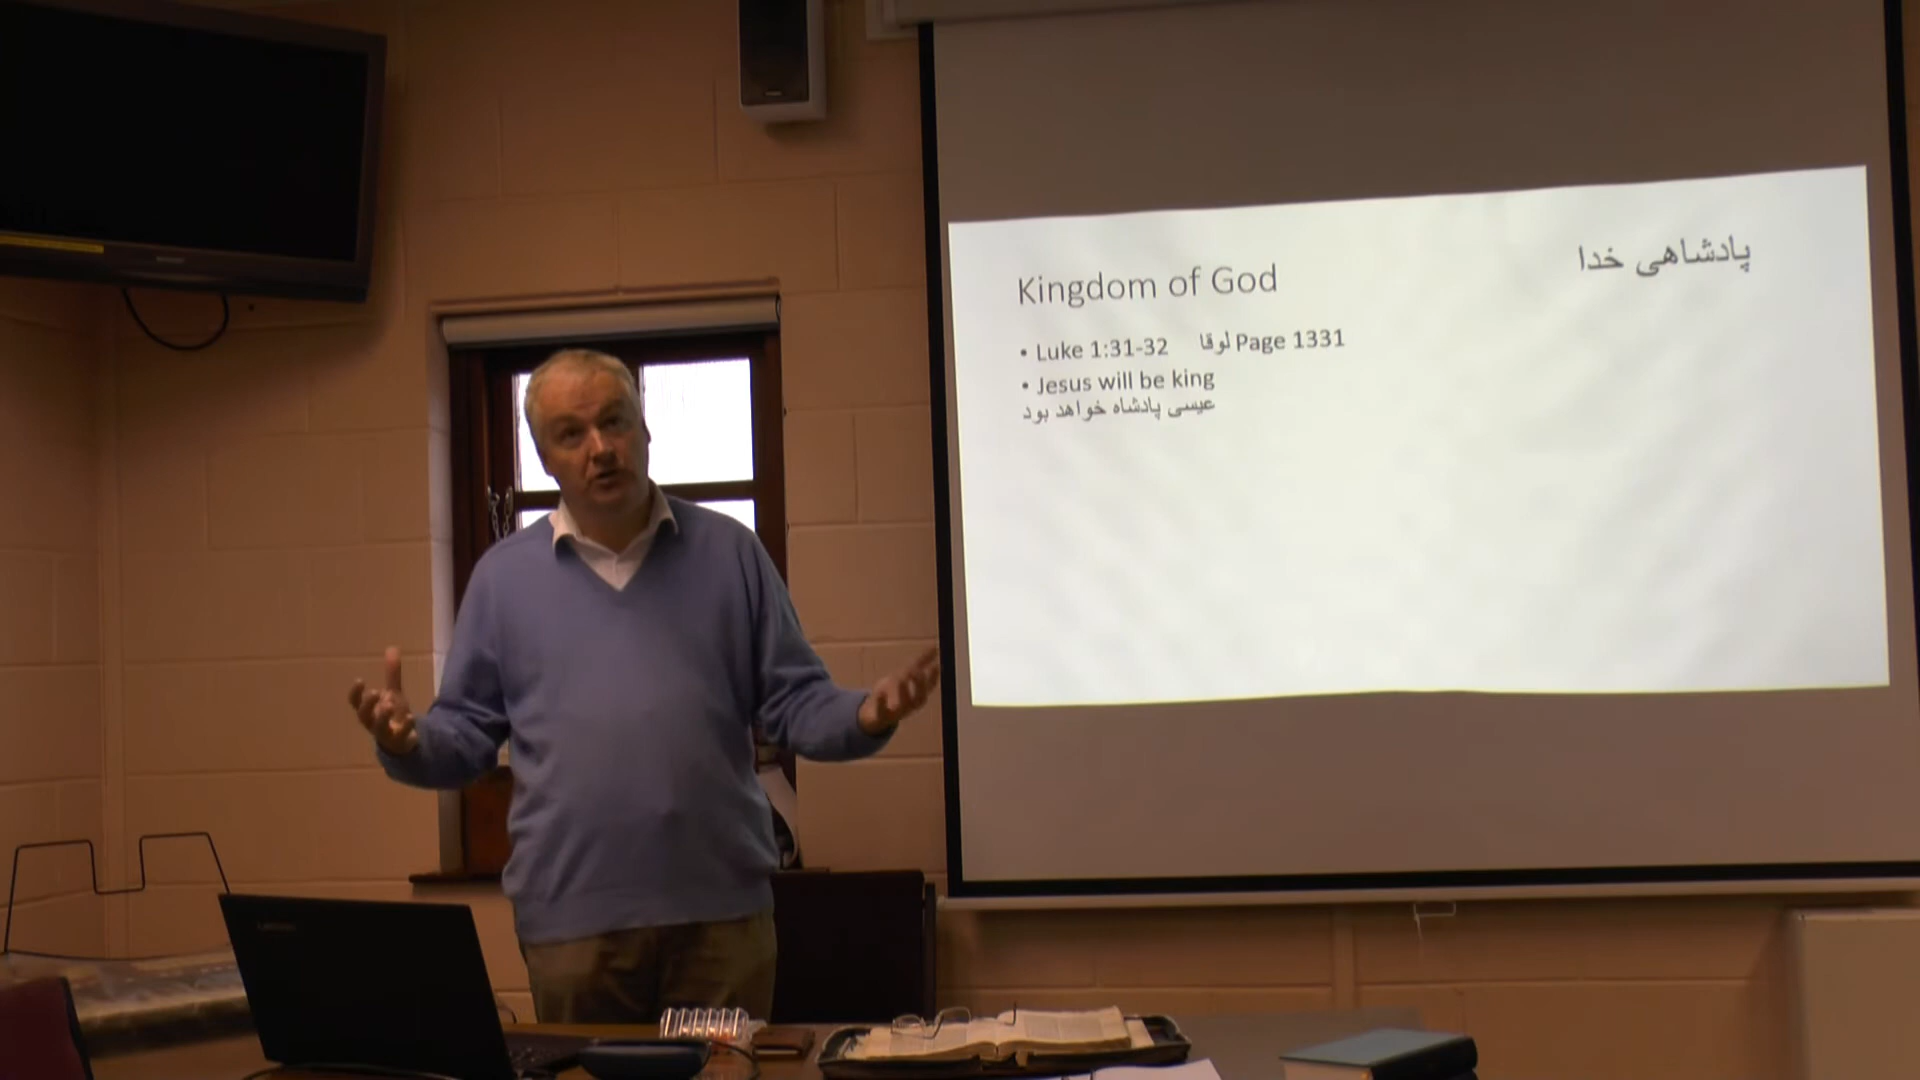 پادشاهی خدا
Kingdom of God
• Luke 1:31-32 لوقا Page 1331
• Jesus will be king
عیسی پادشاه خواهد بود